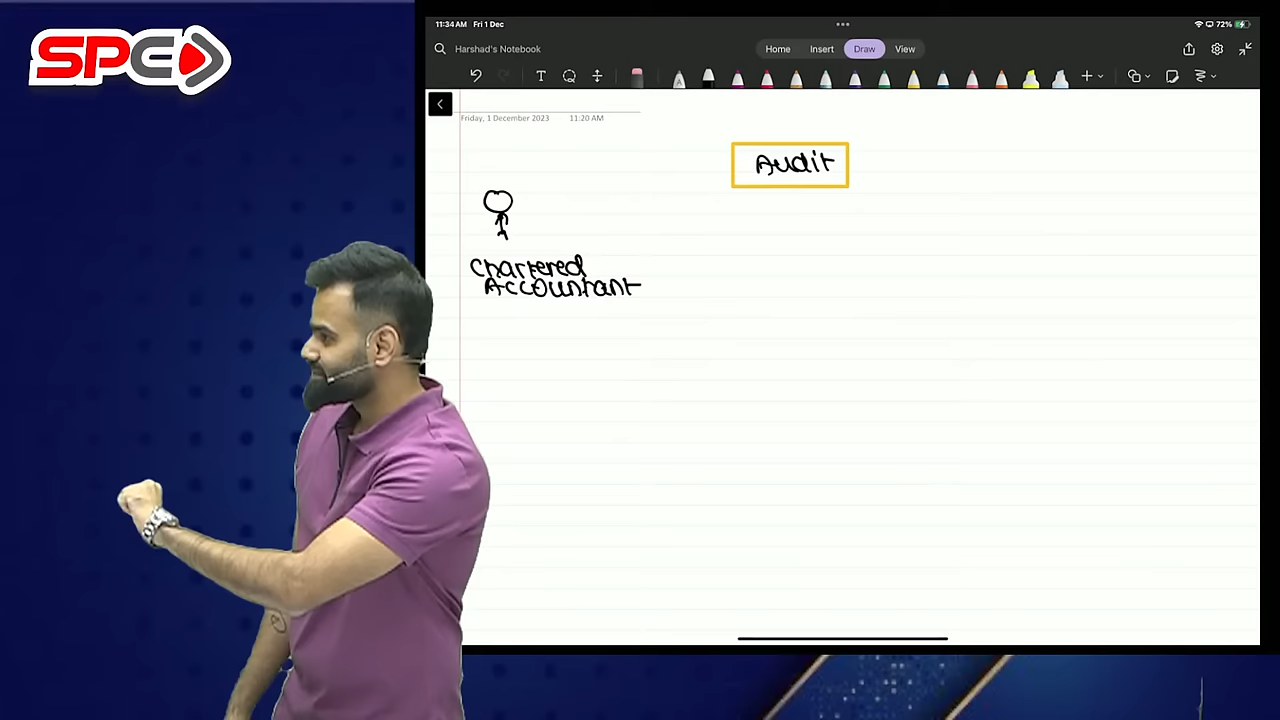 SPC
11:34 AM Fri 1 Dec
72%
Harshad's Notebook
Home Insert Draw View
Friday, 1 December 2023 11:20 AM
Audit
Chartered
Accountant